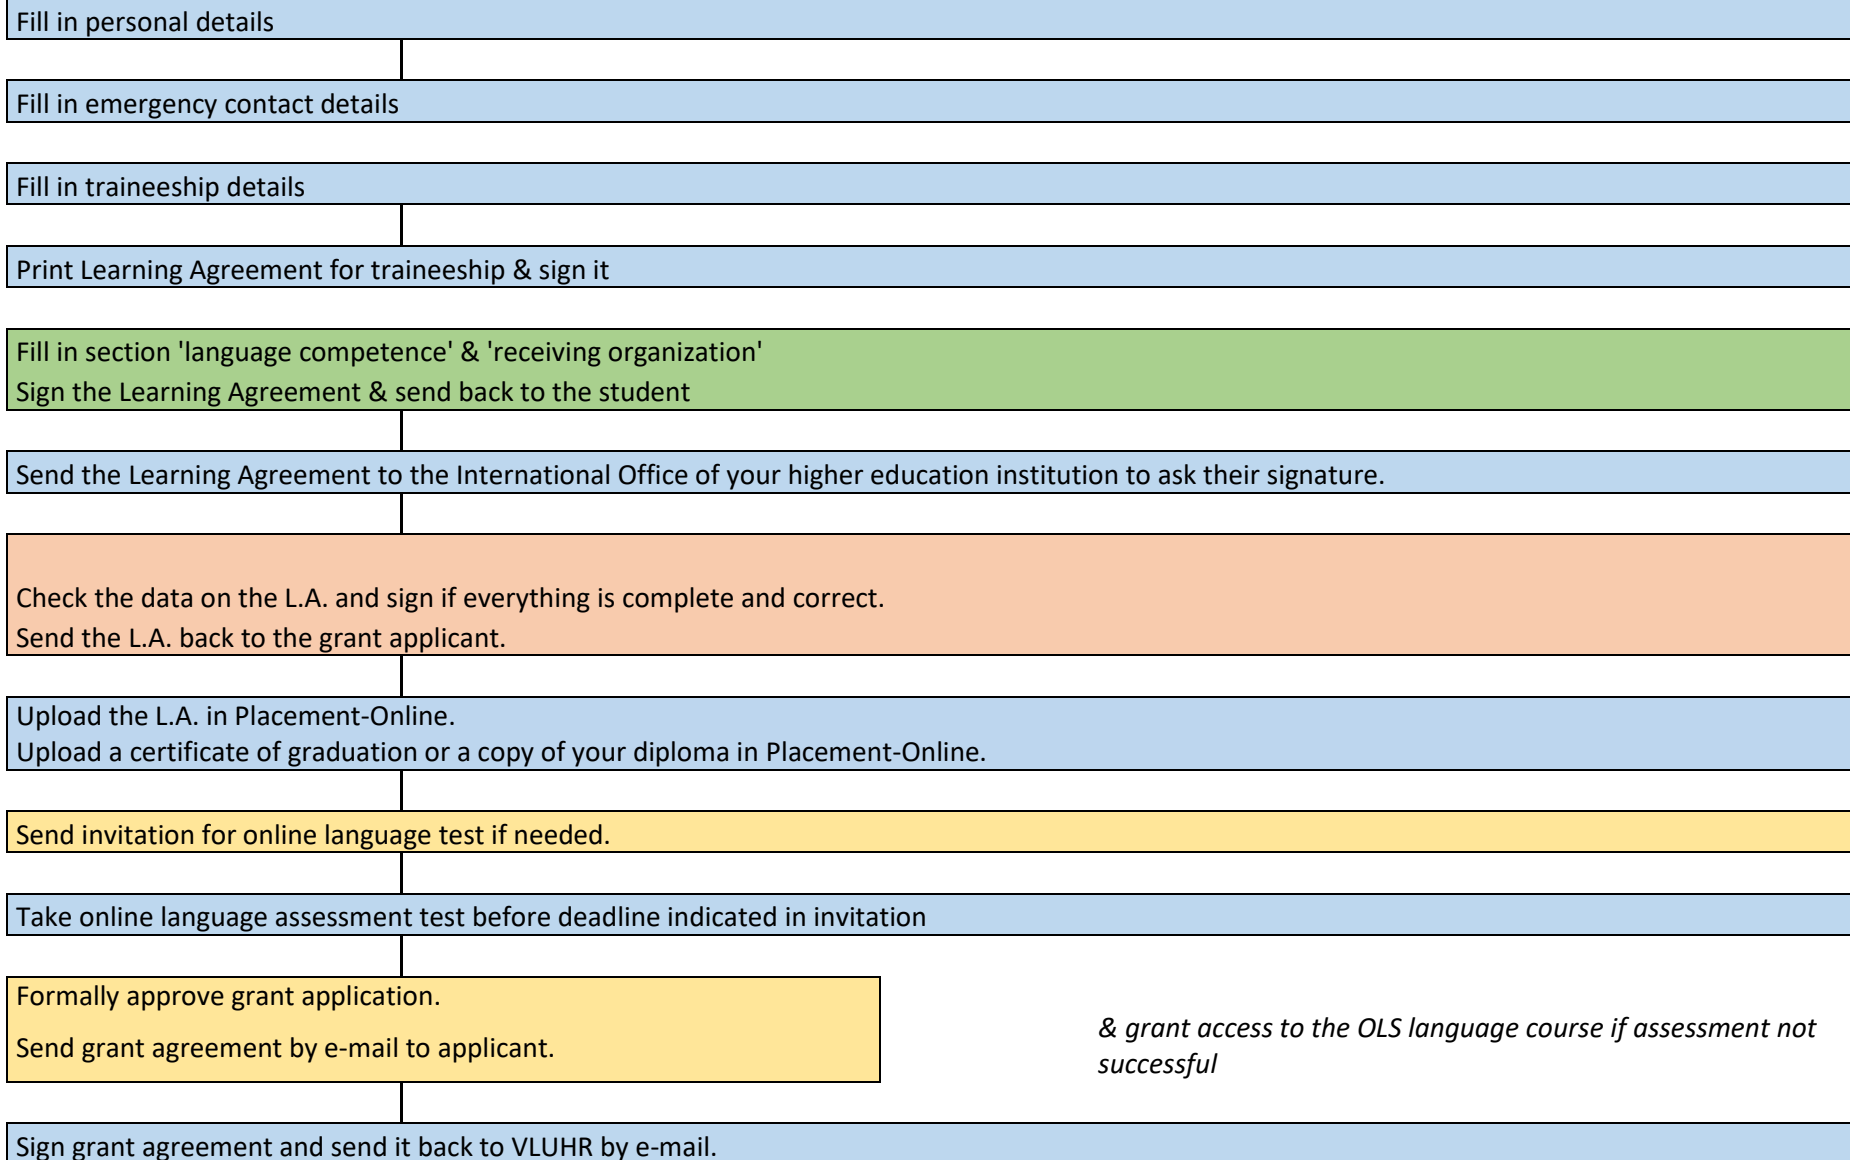 Fill in personal details
Fill in emergency contact details
Fill in traineeship details
Print Learning Agreement for traineeship & sign it
Fill in section 'language competence' & 'receiving organization'
Sign the Learning Agreement & send back to the student
Send the Learning Agreement to the International Office of your higher education institution to ask their signature.
Check the data on the L.A. and sign if everything is complete and correct.
Send the L.A. back to the grant applicant.
Upload the L.A. in Placement-Online.
Upload a certificate of graduation or a copy of your diploma in Placement-Online.
Send invitation for online language test if needed.
Take online language assessment test before deadline indicated in invitation
Formally approve grant application.
Send grant agreement by e-mail to applicant.
& grant access to the OLS language course if assessment not
successful
Sign grant agreement and send it back to VLUHR by e-mail.